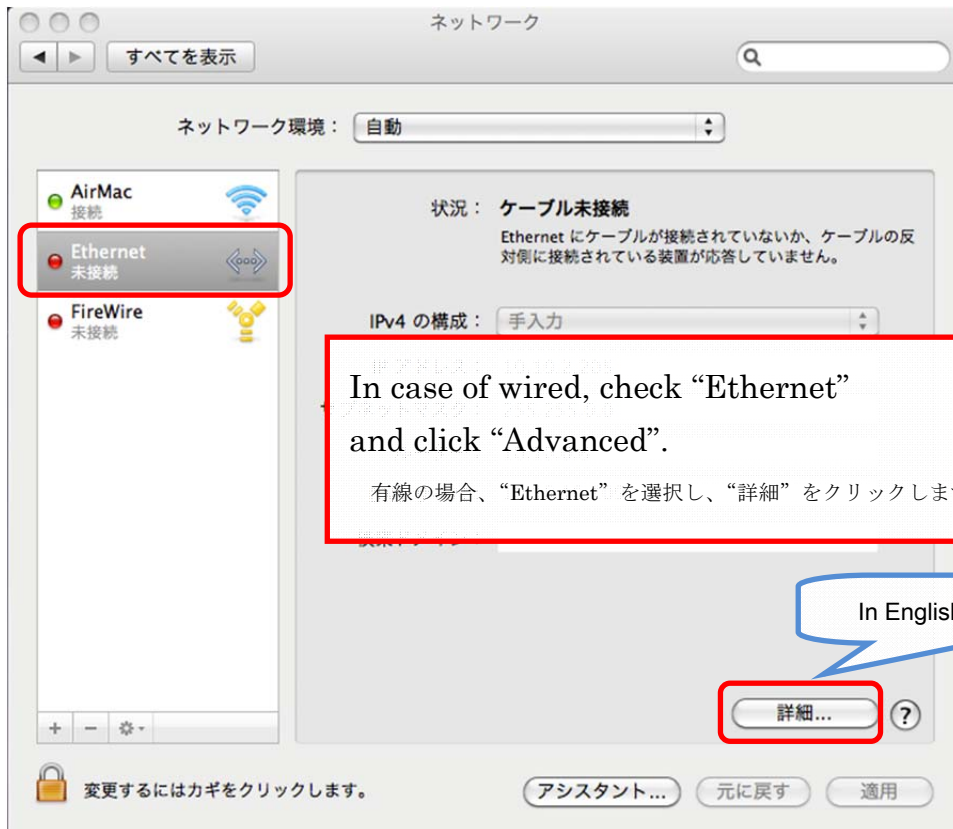 ネットワーク
すべてを表示
ネットワーク環境： 自動
AirMac
接続
Ethernet
未接続
FireWire
未接続
状況： ケーブル未接続
Ethernet にケーブルが接続されていないか、ケーブルの反
対側に接続されている装置が応答していません。
IPv4 の構成： 手入力
In case of wired, check “Ethernet”
and click “Advanced”.
有線の場合、“Ethernet” を選択し、“詳細” をクリックしま
In English
詳細...
?
変更するにはカギをクリックします。
アシスタント... 元に戻す 適用